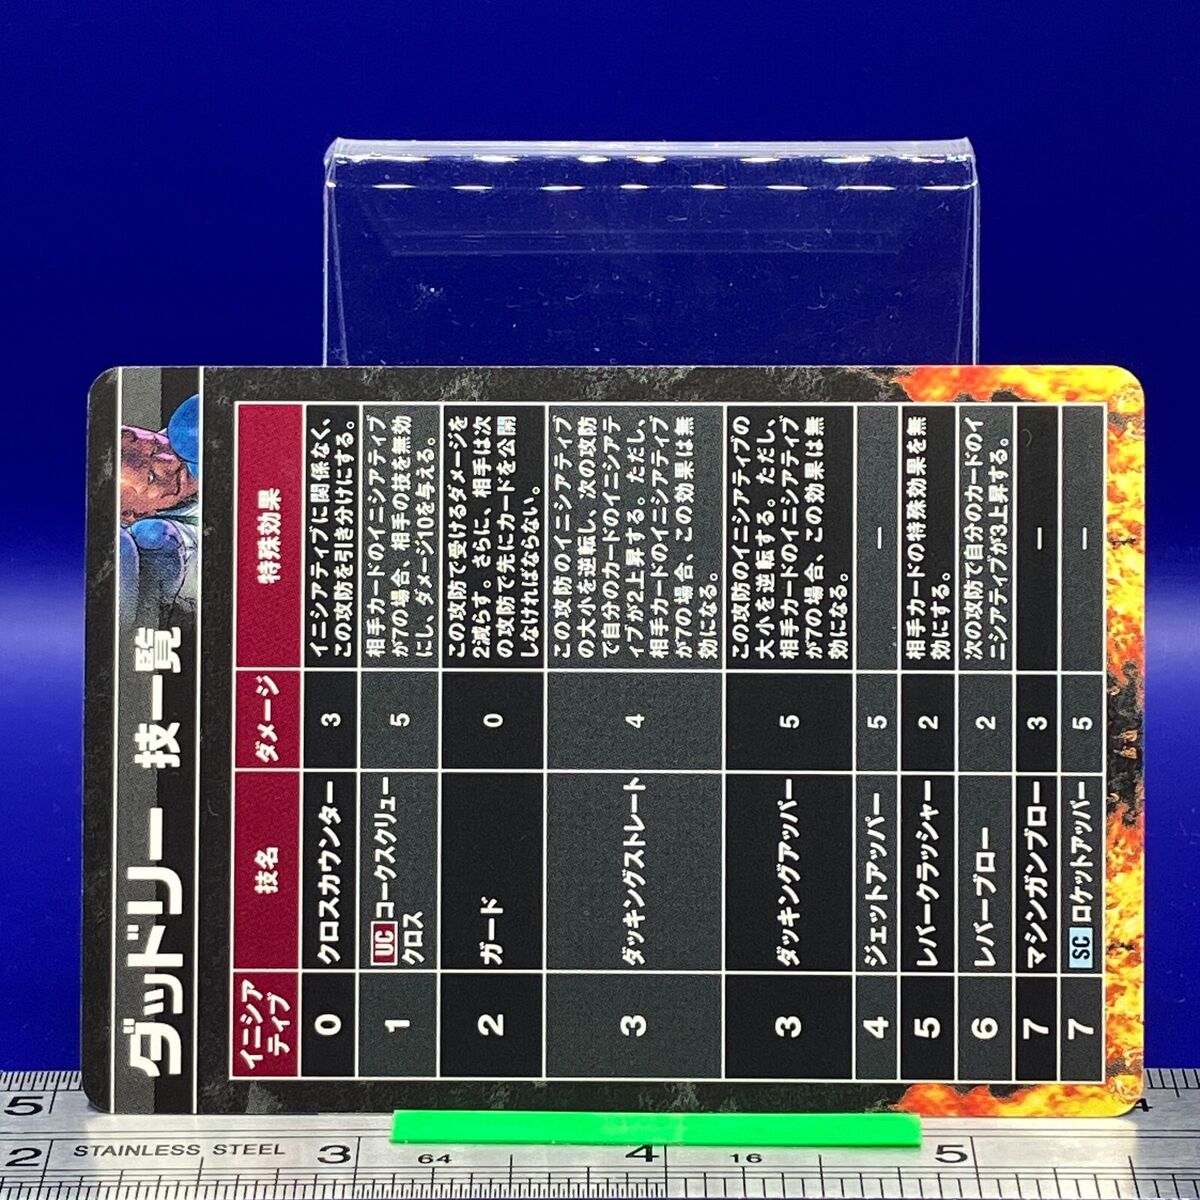 ダッドリー 技一覧
イニシア
ティブ
技名
ダメージ
特殊効果
0
クロスカウンター
3
イニシアティブに関係なく、
この攻防を引き分けにする。
1
UC コークスクリュー
クロス
5
相手カードのイニシアティブ
が7の場合、相手の技を無効
にし、ダメージ10を与える。
2
ガード
0
この攻防で受けるダメージを
2減らす。さらに、相手は次
の攻防で先にカードを公開
しなければならない。
3
ダッキングストレート
4
この攻防のイニシアティブ
の大小を逆転し、次の攻防
で自分のカードのイニシアテ
ィブが2上昇する。ただし、
相手カードのイニシアティブ
が7の場合、この効果は無
効になる。
3
ダッキングアッパー
5
この攻防のイニシアティブの
大小を逆転する。ただし、
相手カードのイニシアティブ
が7の場合、この効果は無
効になる。
4
ジェットアッパー
5
－
5
レバークラッシャー
2
相手カードの特殊効果を無
効にする。
6
レバーブロー
2
次の攻防で自分のカードのイ
ニシアティブが3上昇する。
7
マシンガンブロー
3
－
7
SC ロケットアッパー
5
－
5
4
2 STAINLESS STEEL 3 64 4 16 5